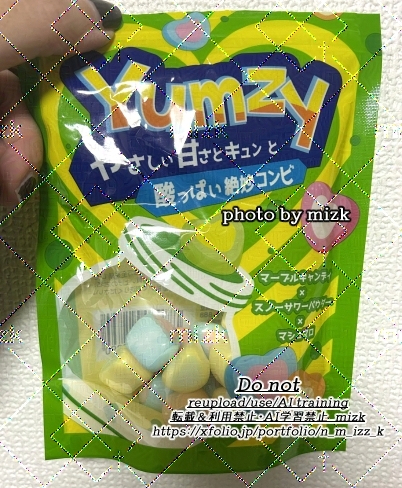 Yumzy
やさしい甘さとキュンと
酸っぱい絶妙コンビ
photo by mizk
マーブルキャンディ
×
スノーサワーパウダー
×
マシュマロ
Do not
reupload/use/AI training
転載&利用禁止・AI学習禁止_mizk
https://xfolio.jp/portfolio/n_m_izz_k